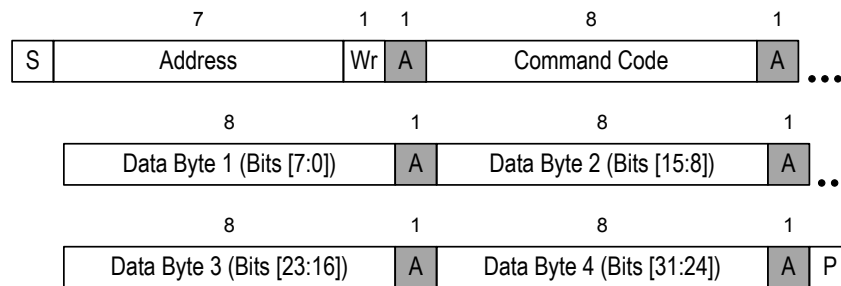 7 1 1 8 1
S Address Wr A Command Code A ...
8 1 8 1
Data Byte 1 (Bits [7:0]) A Data Byte 2 (Bits [15:8]) A ..
8 1 8 1
Data Byte 3 (Bits [23:16]) A Data Byte 4 (Bits [31:24]) A P